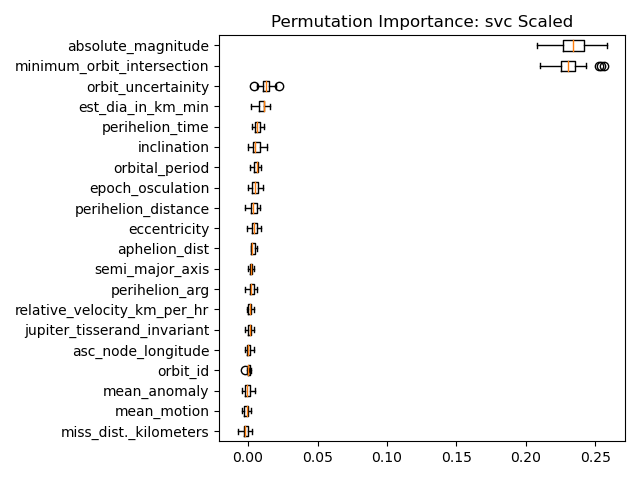 Permutation Importance: svc Scaled
absolute_magnitude
minimum_orbit_intersection
orbit_uncertainity
est_dia_in_km_min
perihelion_time
inclination
orbital_period
epoch_osculation
perihelion_distance
eccentricity
aphelion_dist
semi_major_axis
perihelion_arg
relative_velocity_km_per_hr
jupiter_tisserand_invariant
asc_node_longitude
orbit_id
mean_anomaly
mean_motion
miss_dist._kilometers
0.00 0.05 0.10 0.15 0.20 0.25